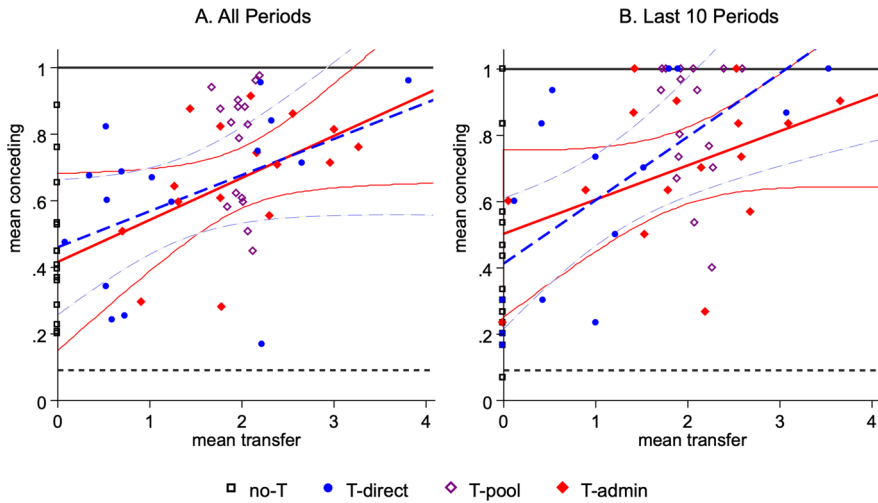 A. All Periods
B. Last 10 Periods
mean conceding
1
.8
.6
.4
.2
0
0 1 2 3 4
mean transfer
mean conceding
1
.8
.6
.4
.2
0
0 1 2 3 4
mean transfer
no-T T-direct T-pool T-admin